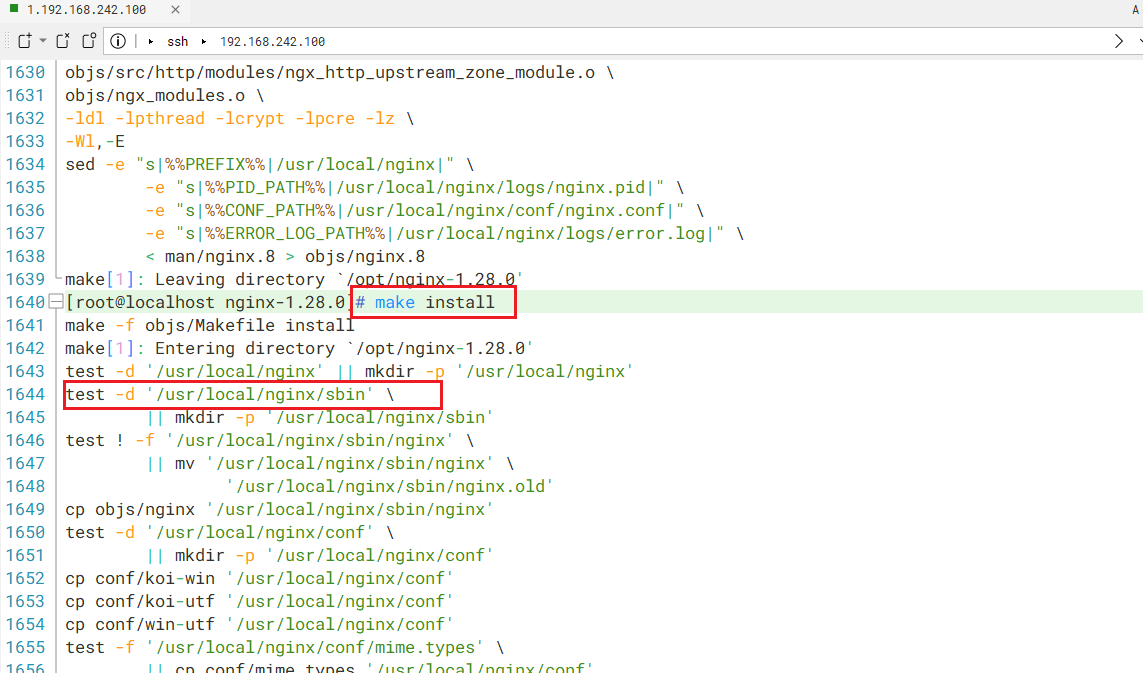 1.192.168.242.100
A
ssh 192.168.242.100
1630 objs/src/http/modules/ngx_http_upstream_zone_module.o \
1631 objs/ngx_modules.o \
1632 -ldl -lpthread -lcrypt -lpcre -lz \
1633 -Wl,-E
1634 sed -e "s|%%PREFIX%%|/usr/local/nginx|" \
1635 -e "s|%%PID_PATH%%|/usr/local/nginx/logs/nginx.pid|" \
1636 -e "s|%%CONF_PATH%%|/usr/local/nginx/conf/nginx.conf|" \
1637 -e "s|%%ERROR_LOG_PATH%%|/usr/local/nginx/logs/error.log|" \
1638 < man/nginx.8 > objs/nginx.8
1639 make[1]: Leaving directory `/opt/nginx-1.28.0'
1640 [root@localhost nginx-1.28.0]# make install
1641 make -f objs/Makefile install
1642 make[1]: Entering directory `/opt/nginx-1.28.0'
1643 test -d '/usr/local/nginx' || mkdir -p '/usr/local/nginx'
1644 test -d '/usr/local/nginx/sbin' \
1645 || mkdir -p '/usr/local/nginx/sbin'
1646 test ! -f '/usr/local/nginx/sbin/nginx' \
1647 || mv '/usr/local/nginx/sbin/nginx' \
1648 '/usr/local/nginx/sbin/nginx.old'
1649 cp objs/nginx '/usr/local/nginx/sbin/nginx'
1650 test -d '/usr/local/nginx/conf' \
1651 || mkdir -p '/usr/local/nginx/conf'
1652 cp conf/koi-win '/usr/local/nginx/conf'
1653 cp conf/koi-utf '/usr/local/nginx/conf'
1654 cp conf/win-utf '/usr/local/nginx/conf'
1655 test -f '/usr/local/nginx/conf/mime.types' \
1656 || cp conf/mime.types '/usr/local/nginx/conf'